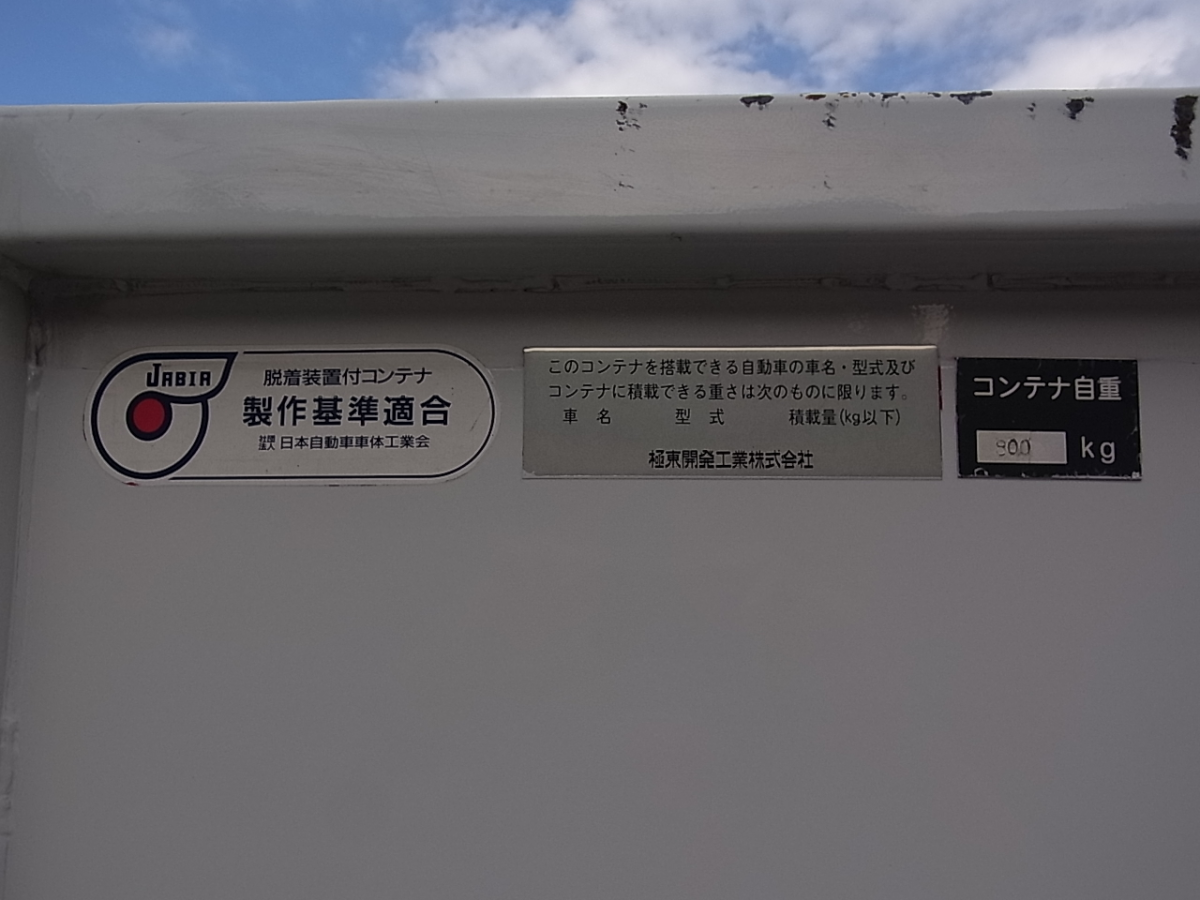 JABIA
脱着装置付コンテナ
製作基準適合
社団法人 日本自動車車体工業会
このコンテナを搭載できる自動車の車名・型式及び
コンテナに積載できる重さは次のものに限ります。
車 名 型 式 積載量(kg以下)
極東開発工業株式会社
コンテナ自重
900 kg